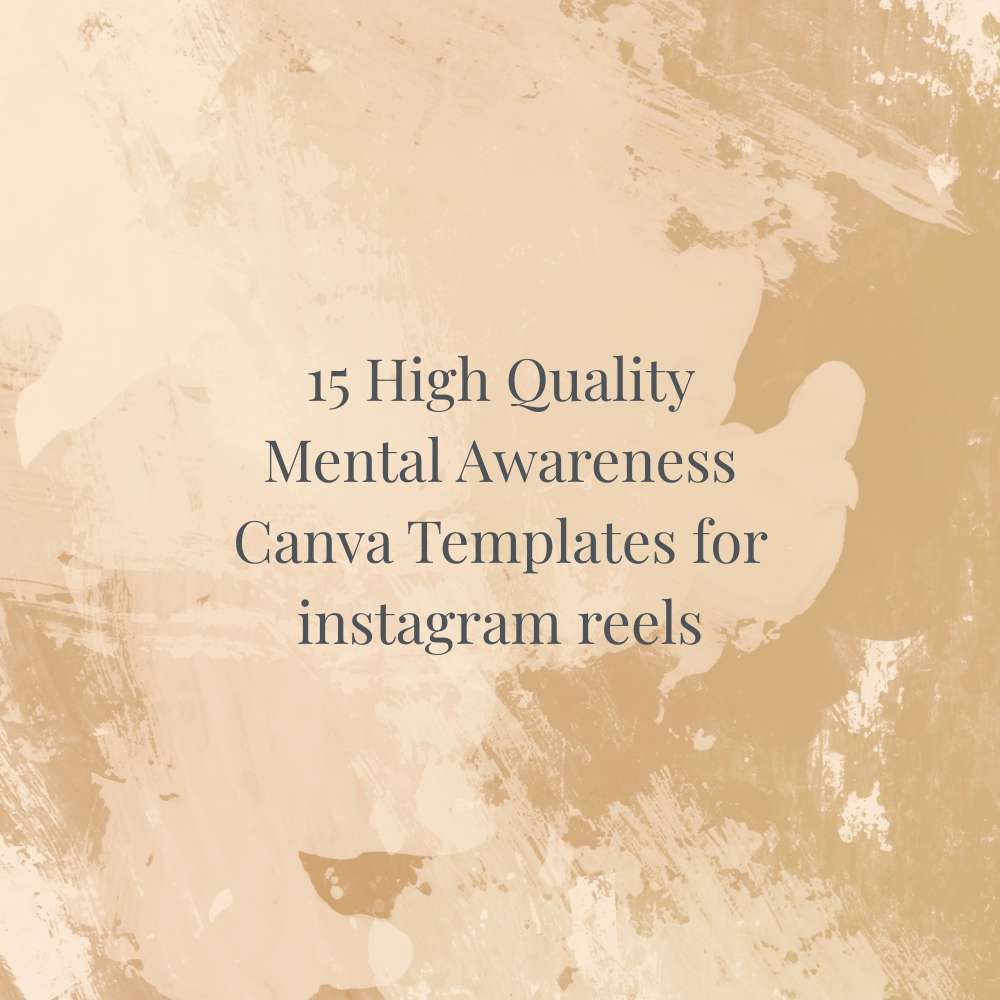 15 High Quality
Mental Awareness
Canva Templates for
instagram reels